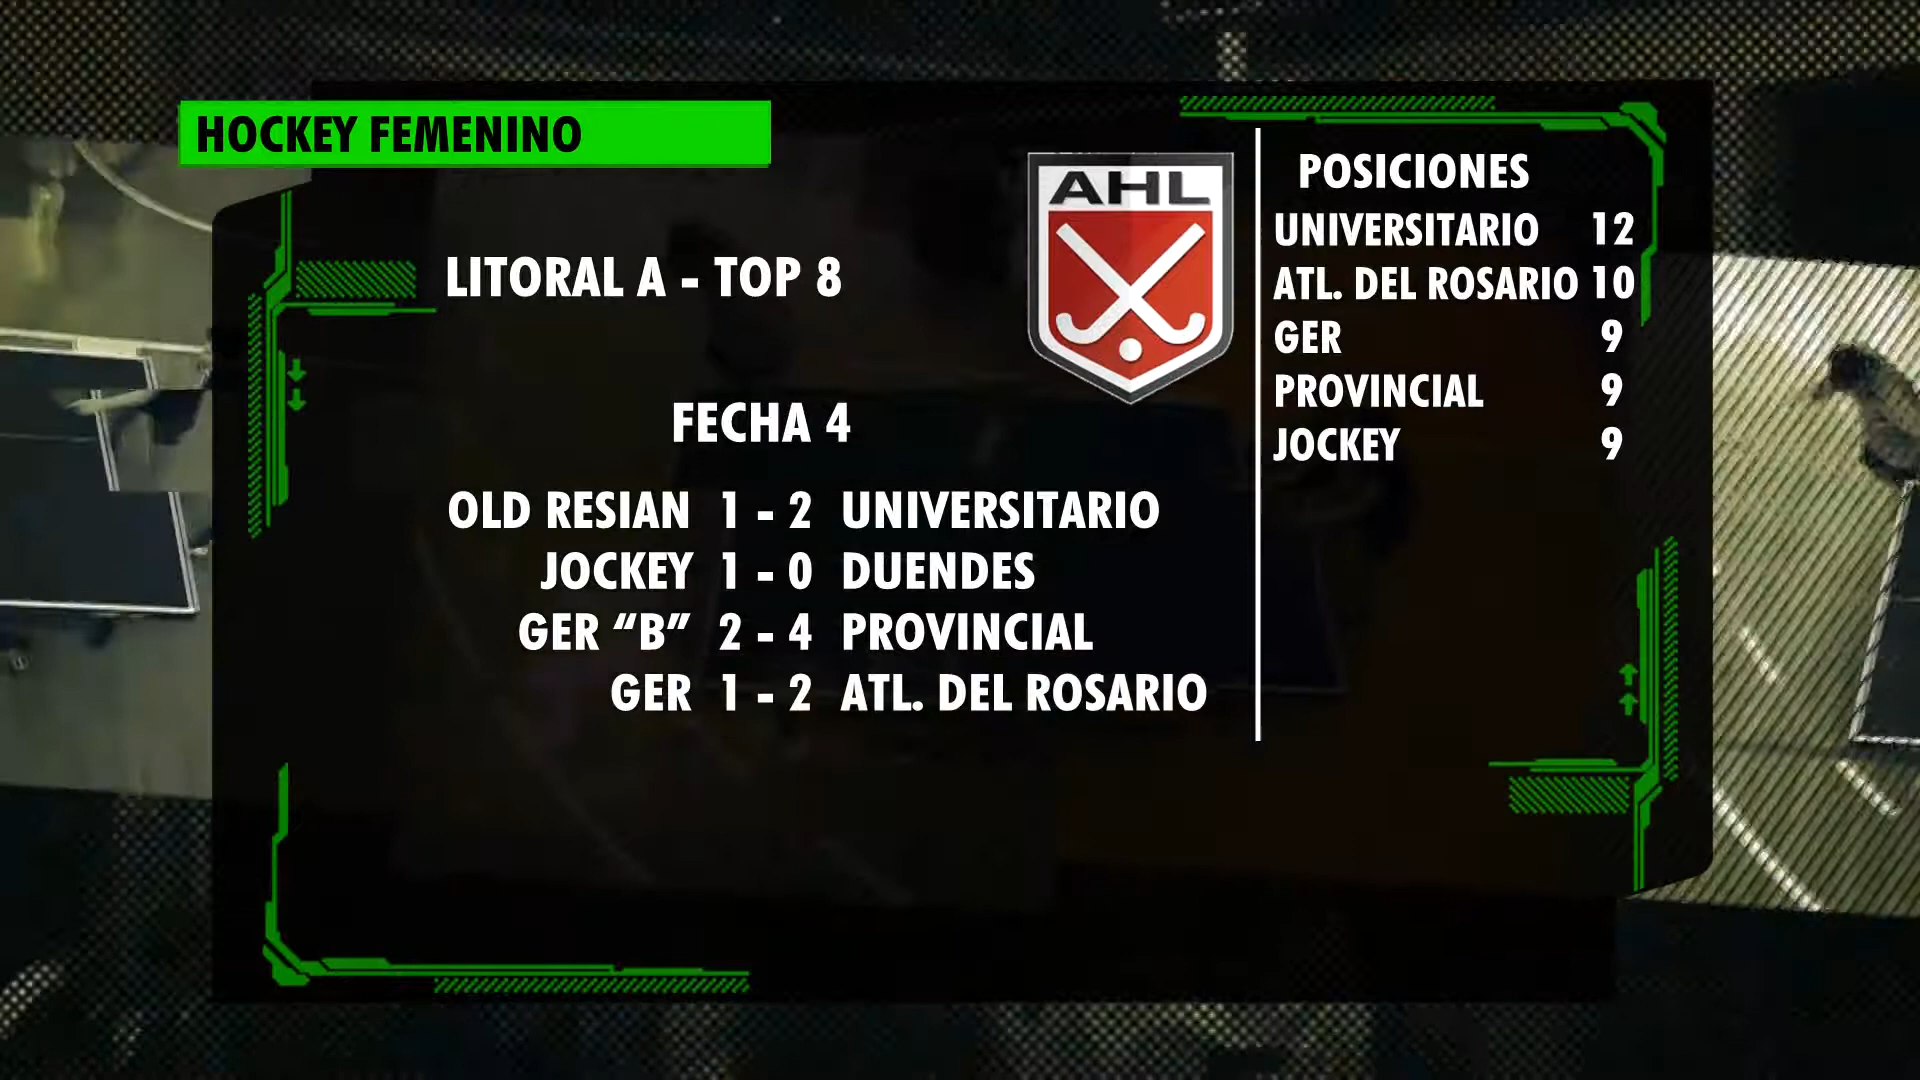 HOCKEY FEMENINO
LITORAL A - TOP 8
AHL
FECHA 4
OLD RESIAN 1 - 2 UNIVERSITARIO
JOCKEY 1 - 0 DUENDES
GER “B” 2 - 4 PROVINCIAL
GER 1 - 2 ATL. DEL ROSARIO
POSICIONES
UNIVERSITARIO 12
ATL. DEL ROSARIO 10
GER 9
PROVINCIAL 9
JOCKEY 9